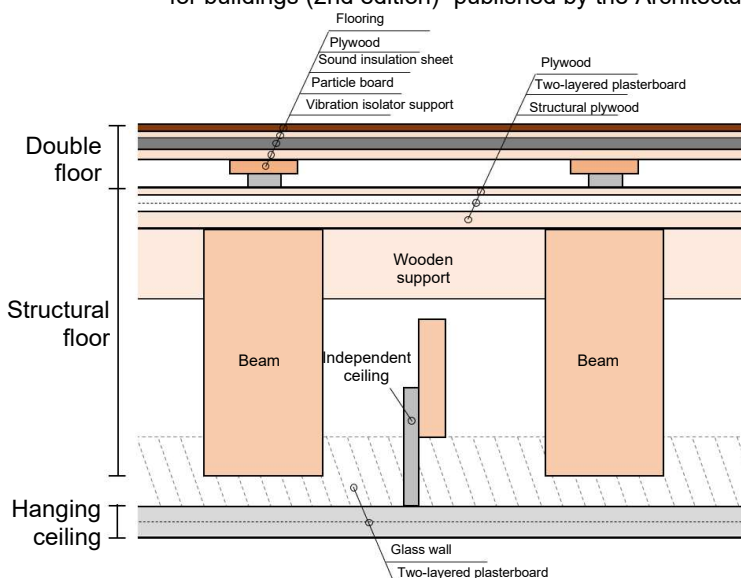 for buildings (2nd edition)" published by the Architectu
Flooring
Plywood
Sound insulation sheet
Particle board
Vibration isolator support
Plywood
Two-layered plasterboard
Structural plywood
Double
floor
Wooden
support
Structural
floor
Beam
Independent
ceiling
Beam
Hanging
ceiling
Glass wall
Two-layered plasterboard